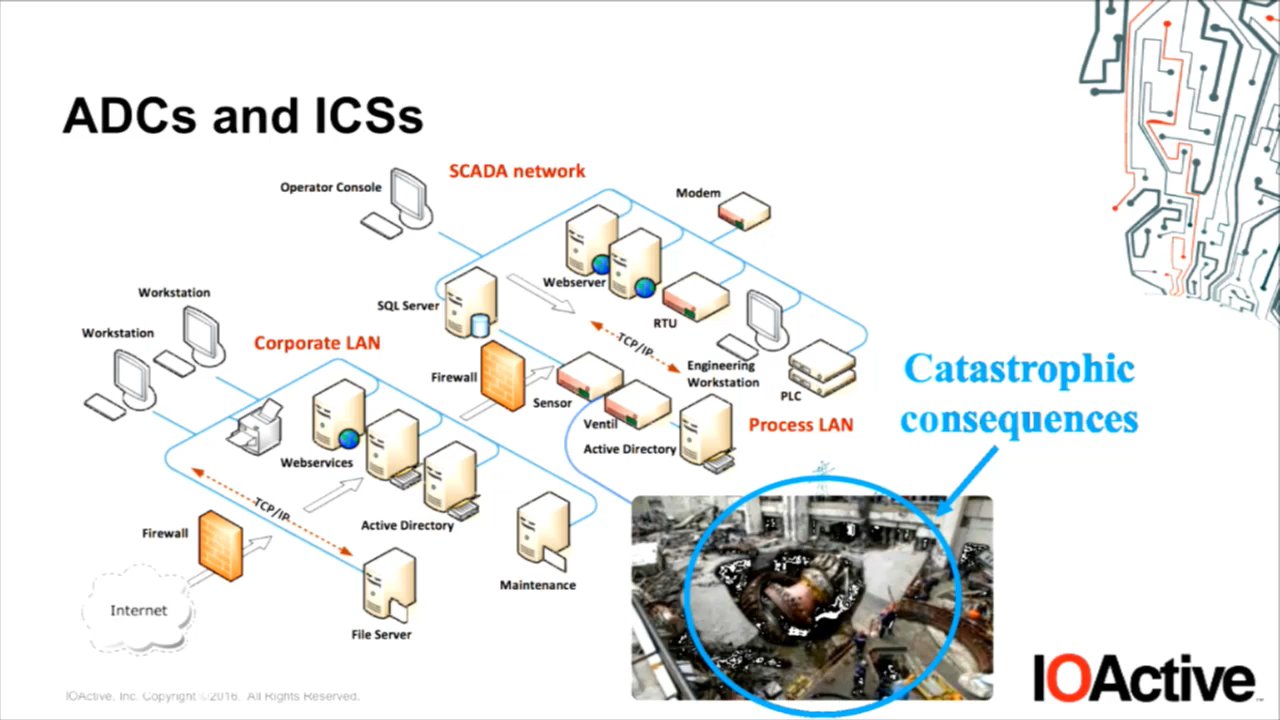 ADCs and ICSs
SCADA network
Operator Console
Modem
Webserver
SQL Server
RTU
TCP/IP
Engineering
Workstation
PLC
Workstation
Workstation
Corporate LAN
Firewall
Sensor
Ventil
Active Directory
Process LAN
Catastrophic
consequences
Webservices
TCP/IP
Active Directory
Firewall
Internet
Maintenance
File Server
IOActive, Inc. Copyright ©2016. All Rights Reserved.
IOActive